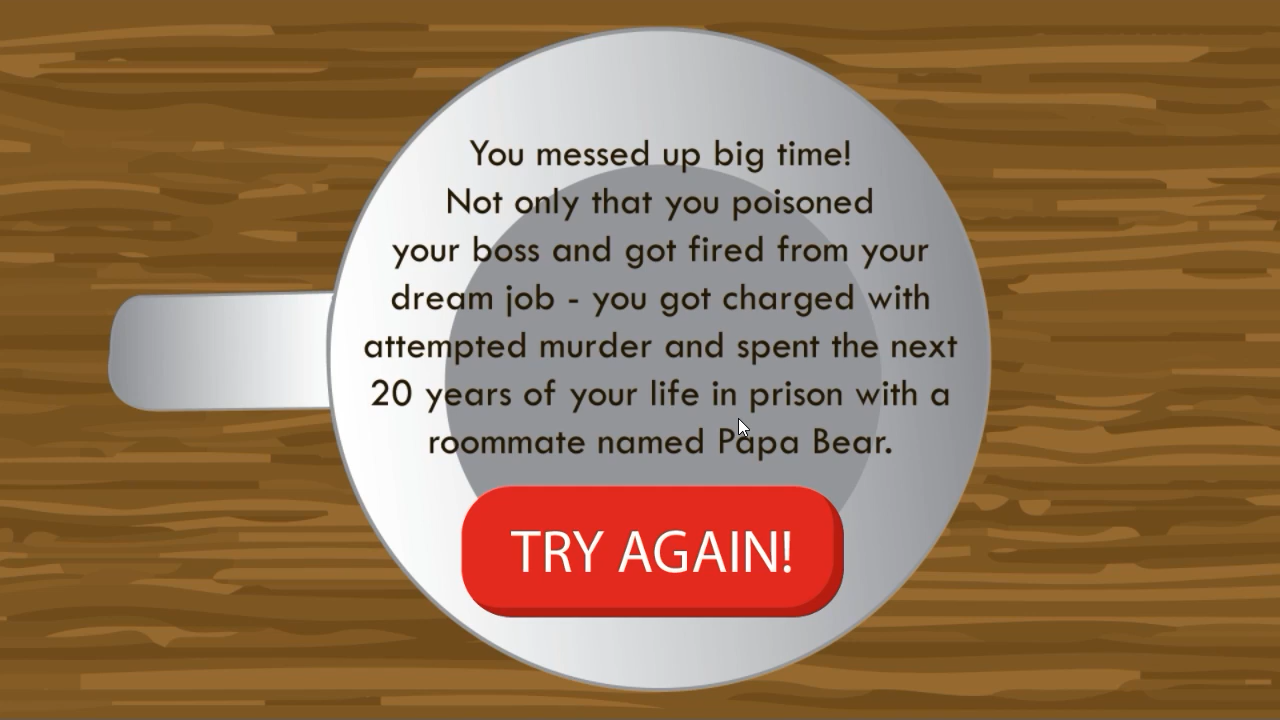 You messed up big time!
Not only that you poisoned
your boss and got fired from your
dream job - you got charged with
attempted murder and spent the next
20 years of your life in prison with a
roommate named Papa Bear.
TRY AGAIN!